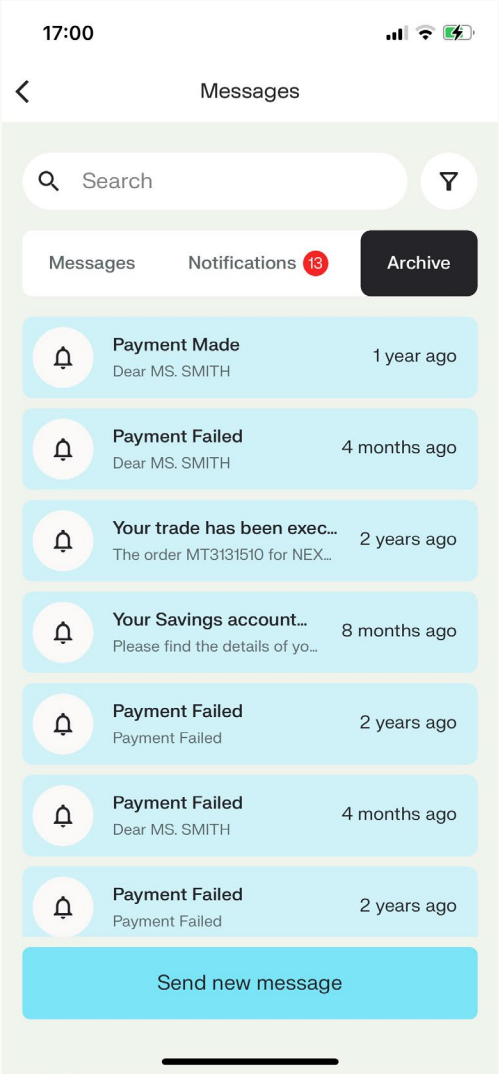 17:00
Messages
Search
Messages Notifications 13 Archive
Payment Made
1 year ago
Dear MS. SMITH
Payment Failed
4 months ago
Dear MS. SMITH
Your trade has been exec...
2 years ago
The order MT3131510 for NEX...
Your Savings account...
8 months ago
Please find the details of yo...
Payment Failed
2 years ago
Payment Failed
Payment Failed
4 months ago
Dear MS. SMITH
Payment Failed
2 years ago
Payment Failed
Send new message